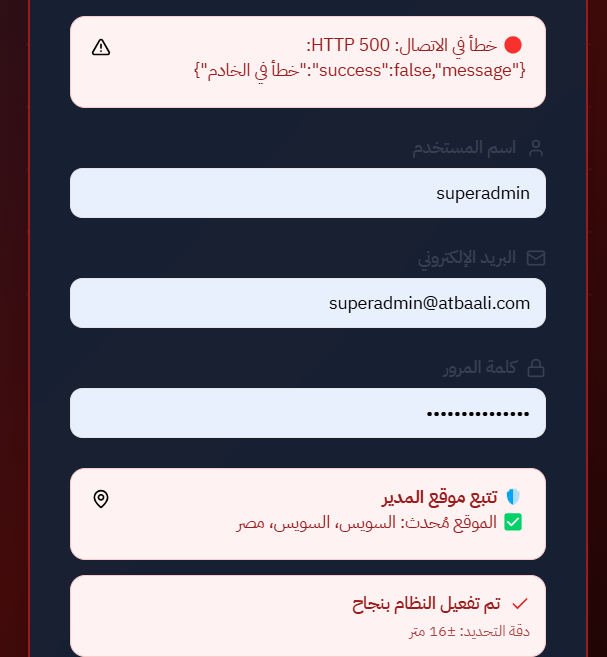 🔴 خطأ في الاتصال: HTTP 500:
{"success":false,"message":"خطأ في الخادم"}
اسم المستخدم
superadmin
البريد الإلكتروني
superadmin@atbaali.com
كلمة المرور
•••••••••••••••
🛡️ تتبع موقع المدير
✅ الموقع مُحدث: السويس، السويس، مصر
✓ تم تفعيل النظام بنجاح
دقة التحديد: ±16 متر